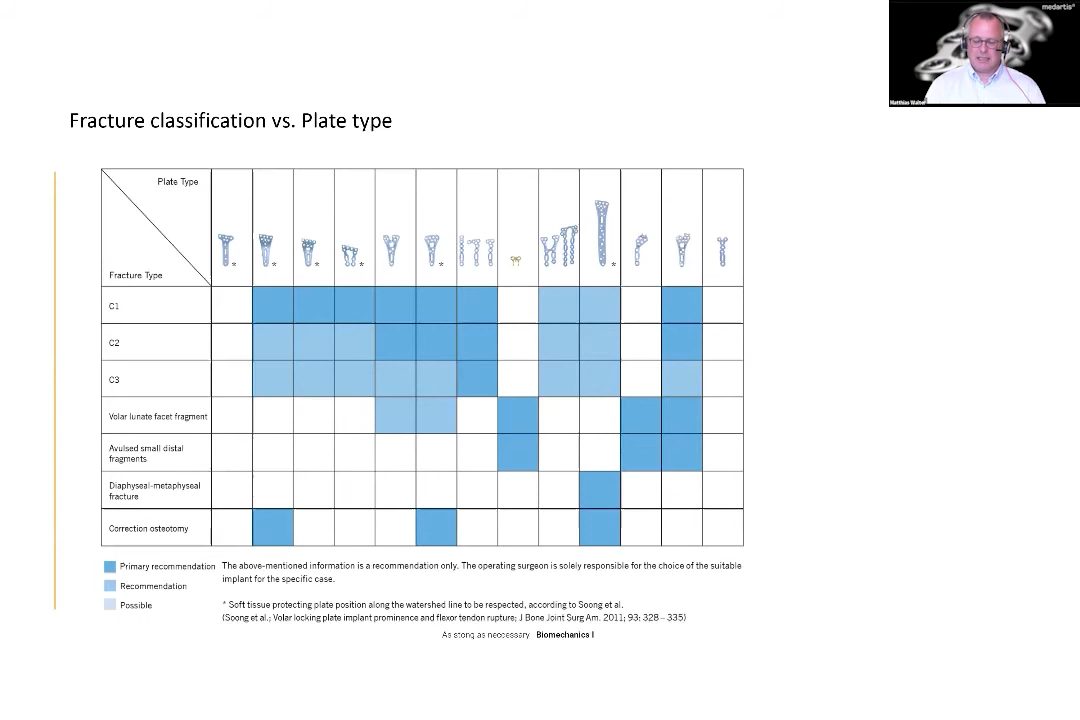 medartis®
Matthias Walter
Fracture classification vs. Plate type
Plate Type
Fracture Type
* * * * * *
C1
C2
C3
Volar lunate facet fragment
Avulsed small distal
fragments
Diaphyseal-metaphyseal
fracture
Correction osteotomy
Primary recommendation
Recommendation
Possible
The above-mentioned information is a recommendation only. The operating surgeon is solely responsible for the choice of the suitable
implant for the specific case.
* Soft tissue protecting plate position along the watershed line to be respected, according to Soong et al.
(Soong et al.; Volar locking plate implant prominence and flexor tendon rupture; J Bone Joint Surg Am. 2011; 93: 328 – 335)
As stong as neccessary Biomechanics I